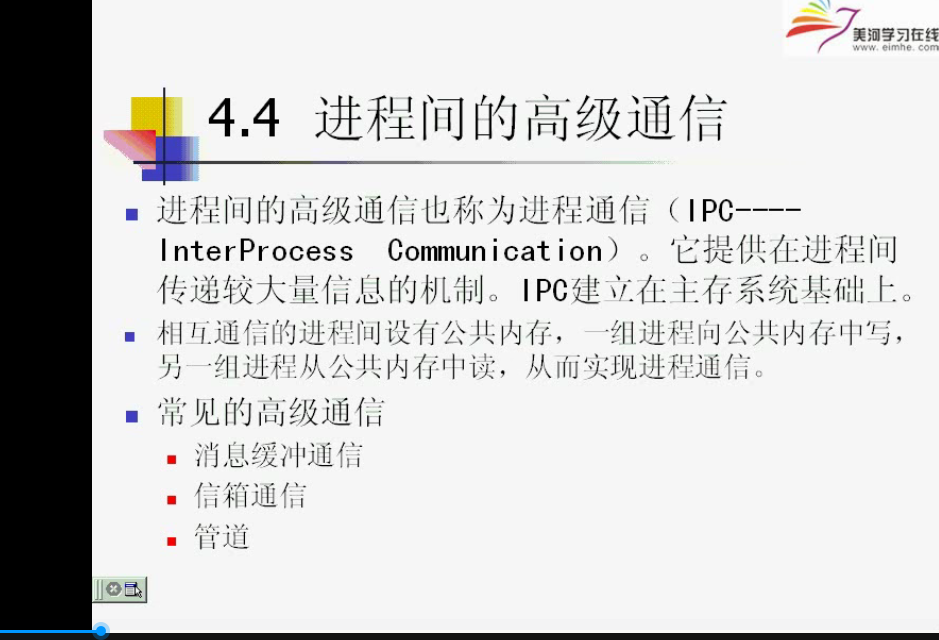 美河学习在线
www. eimhe. com
4.4 进程间的高级通信
进程间的高级通信也称为进程通信（IPC----
InterProcess Communication）。它提供在进程间
传递较大量信息的机制。IPC建立在主存系统基础上。
相互通信的进程间设有公共内存，一组进程向公共内存中写，
另一组进程从公共内存中读，从而实现进程通信。
常见的高级通信
消息缓冲通信
信箱通信
管道